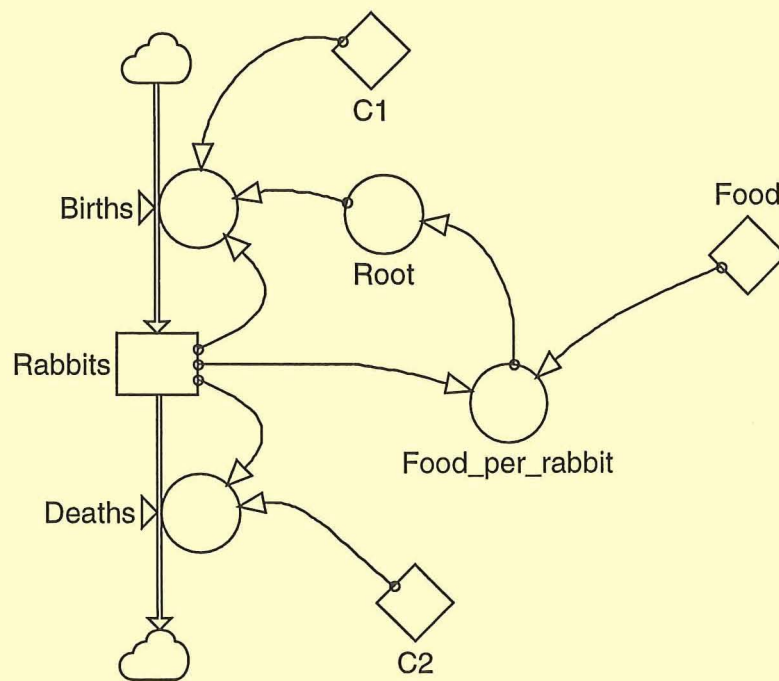 C1
Births
Root
Food
Rabbits
Food_per_rabbit
Deaths
C2